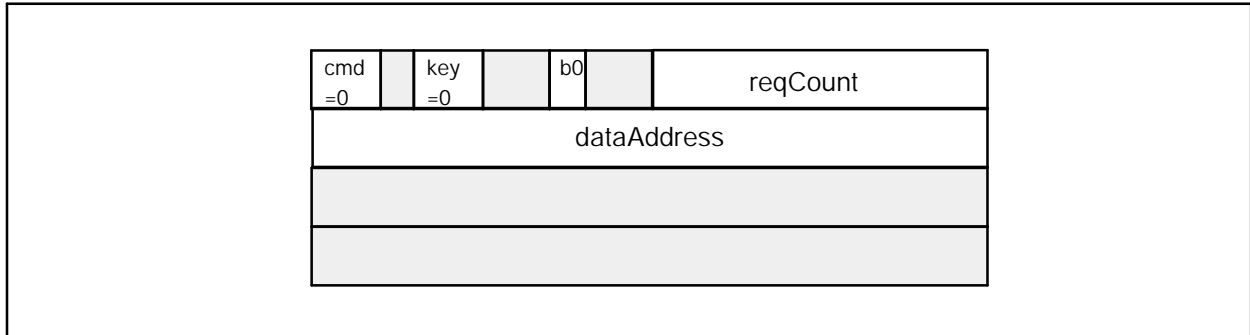 cmd
=0
key
=0
b0
reqCount
dataAddress